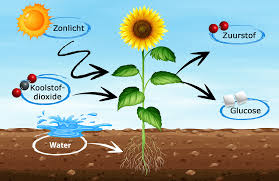 Zonlicht
Zuurstof
Koolstof-
dioxide
Glucose
Water